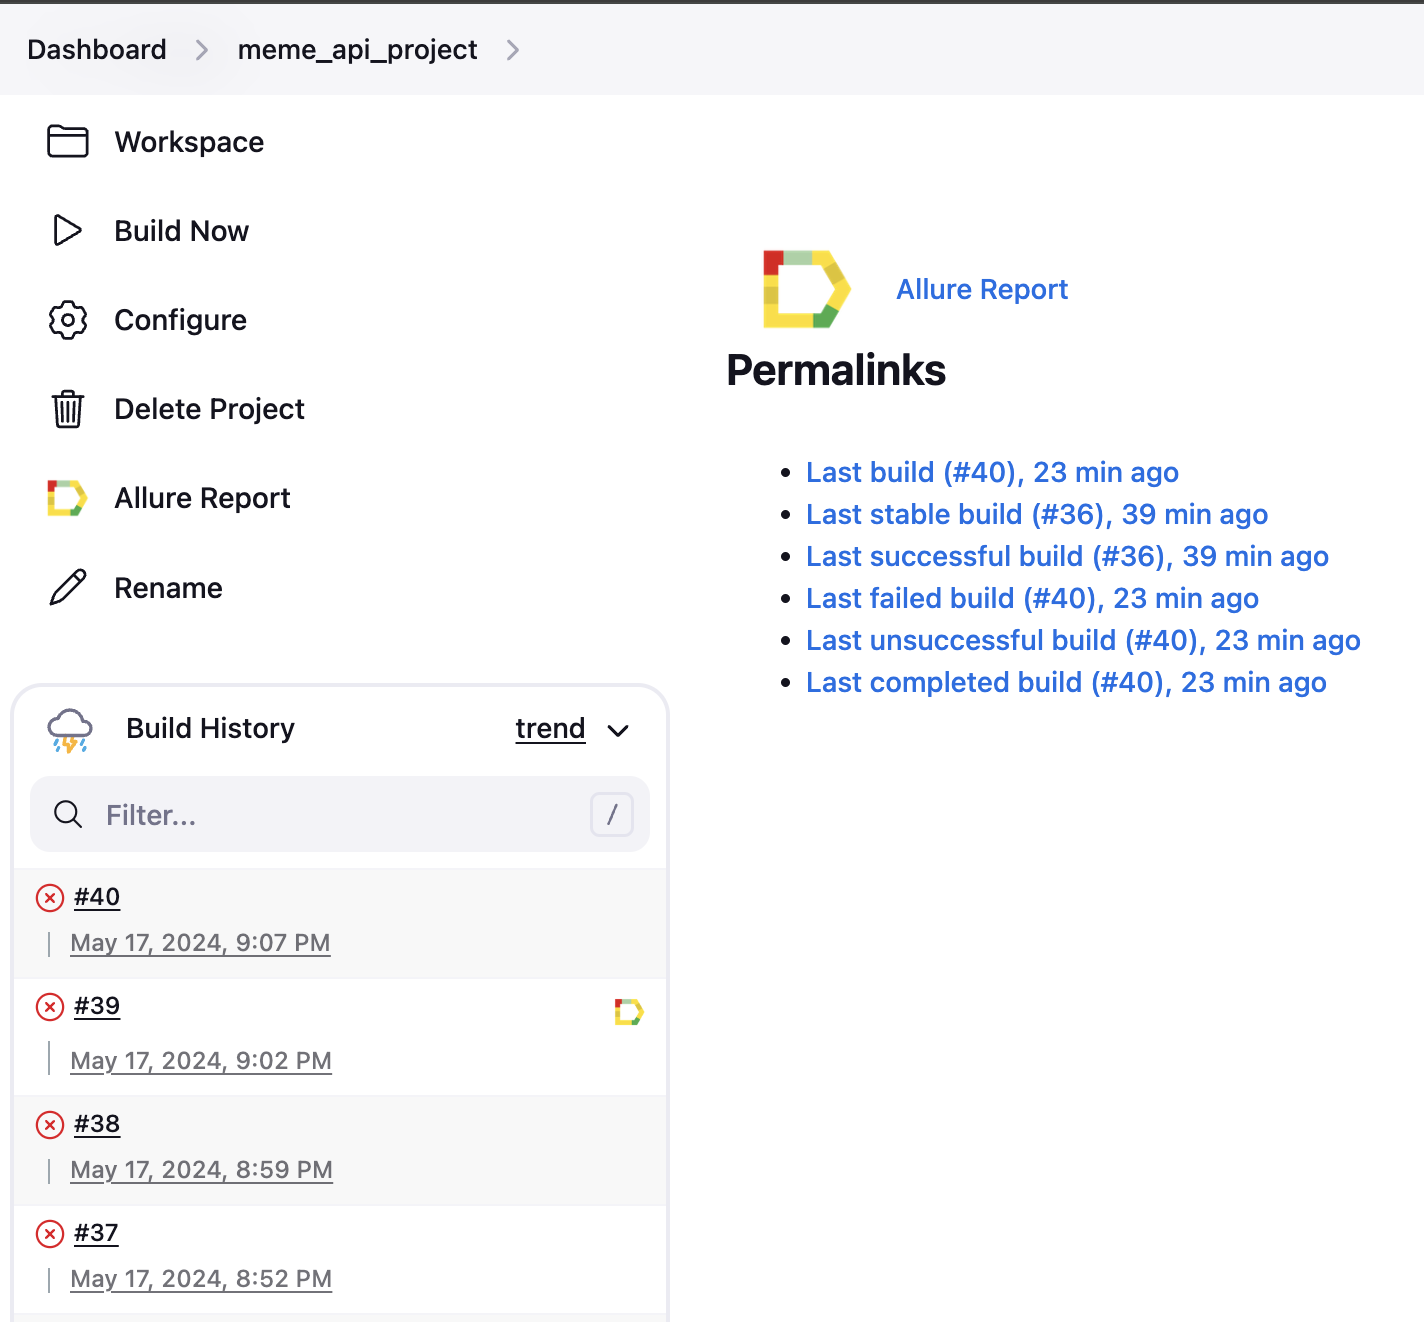 Dashboard > meme_api_project >
Workspace
Build Now
Configure
Delete Project
Allure Report
Rename
Build History trend
Filter... /
#40
May 17, 2024, 9:07 PM
#39
May 17, 2024, 9:02 PM
#38
May 17, 2024, 8:59 PM
#37
May 17, 2024, 8:52 PM
Allure Report
Permalinks
• Last build (#40), 23 min ago
• Last stable build (#36), 39 min ago
• Last successful build (#36), 39 min ago
• Last failed build (#40), 23 min ago
• Last unsuccessful build (#40), 23 min ago
• Last completed build (#40), 23 min ago